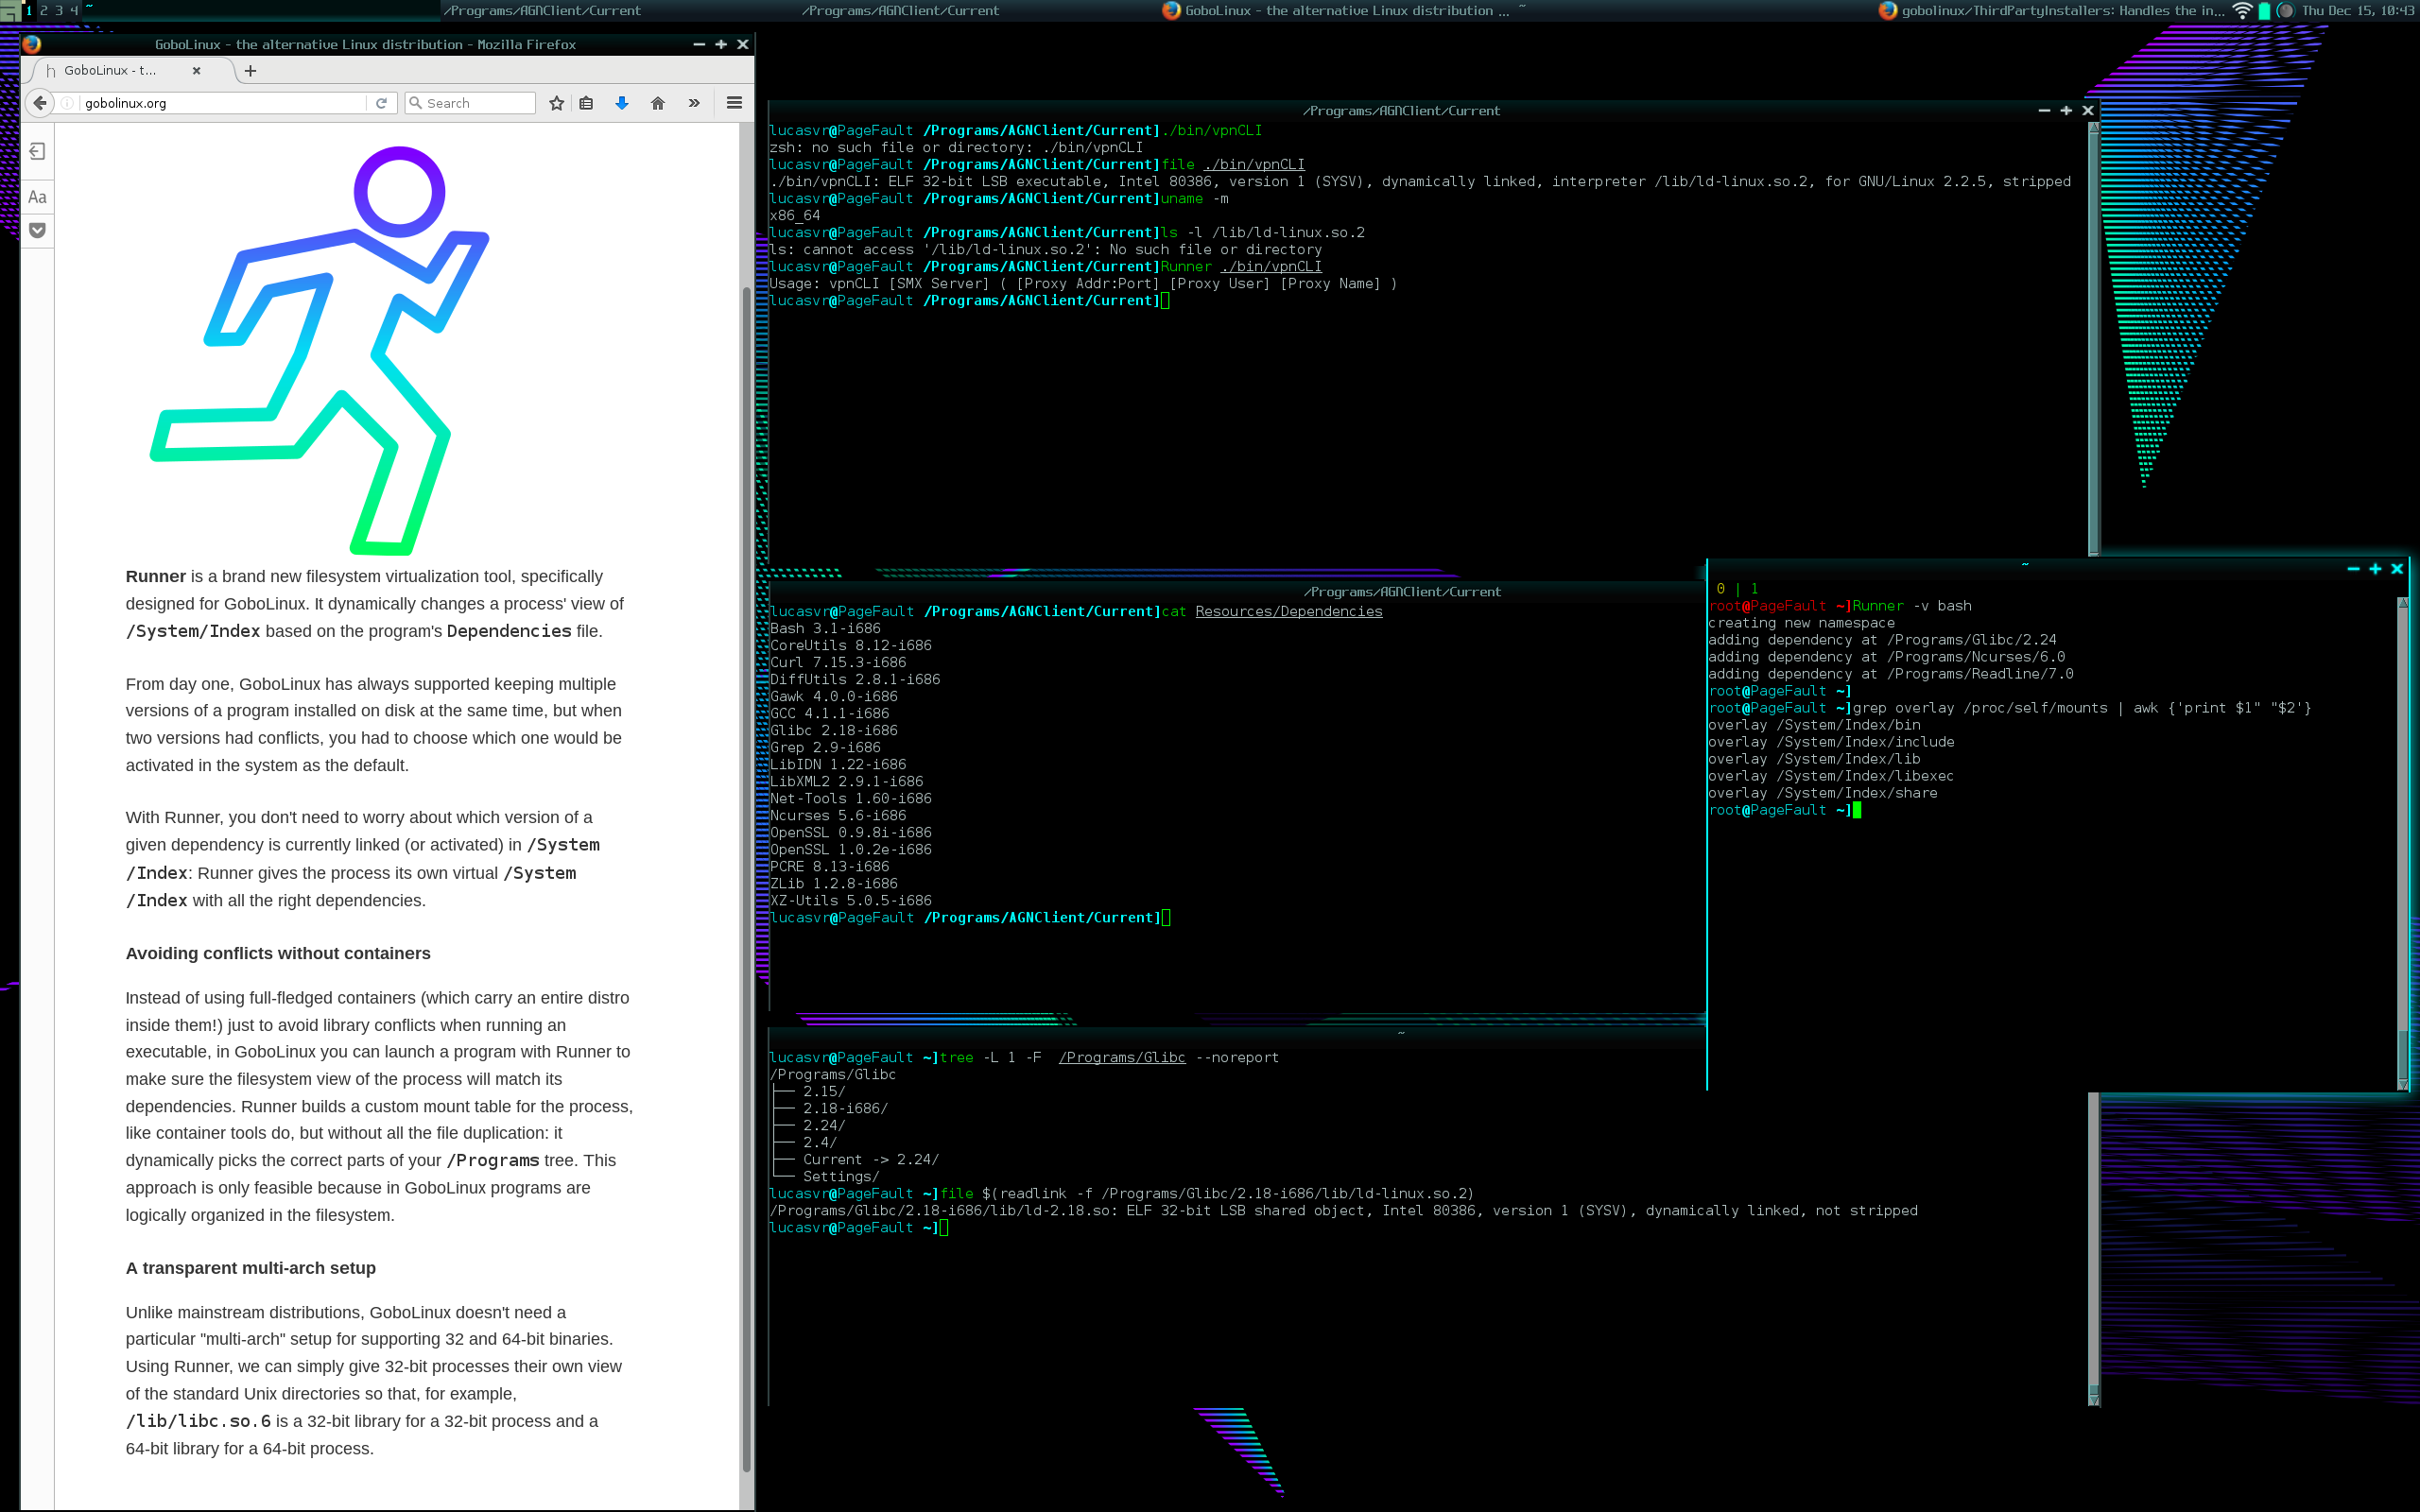 1 2 3 4 ~ /Programs/AGNClient/Current /Programs/AGNClient/Current GoboLinux - the alternative Linux distribution ... ~ gobolinux/ThirdPartyInstallers: Handles the in... Thu Dec 15, 10:43
GoboLinux - the alternative Linux distribution - Mozilla Firefox
GoboLinux - t...
gobolinux.org
Search
Aa
Runner is a brand new filesystem virtualization tool, specifically
designed for GoboLinux. It dynamically changes a process' view of
/System/Index based on the program's Dependencies file.
From day one, GoboLinux has always supported keeping multiple
versions of a program installed on disk at the same time, but when
two versions had conflicts, you had to choose which one would be
activated in the system as the default.
With Runner, you don't need to worry about which version of a
given dependency is currently linked (or activated) in /System
/Index: Runner gives the process its own virtual /System
/Index with all the right dependencies.
Avoiding conflicts without containers
Instead of using full-fledged containers (which carry an entire distro
inside them!) just to avoid library conflicts when running an
executable, in GoboLinux you can launch a program with Runner to
make sure the filesystem view of the process will match its
dependencies. Runner builds a custom mount table for the process,
like container tools do, but without all the file duplication: it
dynamically picks the correct parts of your /Programs tree. This
approach is only feasible because in GoboLinux programs are
logically organized in the filesystem.
A transparent multi-arch setup
Unlike mainstream distributions, GoboLinux doesn't need a
particular "multi-arch" setup for supporting 32 and 64-bit binaries.
Using Runner, we can simply give 32-bit processes their own view
of the standard Unix directories so that, for example,
/lib/libc.so.6 is a 32-bit library for a 32-bit process and a
64-bit library for a 64-bit process.
/Programs/AGNClient/Current
lucasvr@PageFault /Programs/AGNClient/Current]./bin/vpnCLI
zsh: no such file or directory: ./bin/vpnCLI
lucasvr@PageFault /Programs/AGNClient/Current]file ./bin/vpnCLI
./bin/vpnCLI: ELF 32-bit LSB executable, Intel 80386, version 1 (SYSV), dynamically linked, interpreter /lib/ld-linux.so.2, for GNU/Linux 2.2.5, stripped
lucasvr@PageFault /Programs/AGNClient/Current]uname -m
x86_64
lucasvr@PageFault /Programs/AGNClient/Current]ls -l /lib/ld-linux.so.2
ls: cannot access '/lib/ld-linux.so.2': No such file or directory
lucasvr@PageFault /Programs/AGNClient/Current]Runner ./bin/vpnCLI
Usage: vpnCLI [SMX Server] ( [Proxy Addr:Port] [Proxy User] [Proxy Name] )
lucasvr@PageFault /Programs/AGNClient/Current]
/Programs/AGNClient/Current
lucasvr@PageFault /Programs/AGNClient/Current]cat Resources/Dependencies
Bash 3.1-i686
CoreUtils 8.12-i686
Curl 7.15.3-i686
DiffUtils 2.8.1-i686
Gawk 4.0.0-i686
GCC 4.1.1-i686
Glibc 2.18-i686
Grep 2.9-i686
LibIDN 1.22-i686
LibXML2 2.9.1-i686
Net-Tools 1.60-i686
Ncurses 5.6-i686
OpenSSL 0.9.8i-i686
OpenSSL 1.0.2e-i686
PCRE 8.13-i686
ZLib 1.2.8-i686
XZ-Utils 5.0.5-i686
lucasvr@PageFault /Programs/AGNClient/Current]
~
0 | 1
root@PageFault ~]Runner -v bash
creating new namespace
adding dependency at /Programs/Glibc/2.24
adding dependency at /Programs/Ncurses/6.0
adding dependency at /Programs/Readline/7.0
root@PageFault ~]
root@PageFault ~]grep overlay /proc/self/mounts | awk {'print $1" "$2'}
overlay /System/Index/bin
overlay /System/Index/include
overlay /System/Index/lib
overlay /System/Index/libexec
overlay /System/Index/share
root@PageFault ~]
~
lucasvr@PageFault ~]tree -L 1 -F  /Programs/Glibc --noreport
/Programs/Glibc
├── 2.15/
├── 2.18-i686/
├── 2.24/
├── 2.4/
├── Current -> 2.24/
└── Settings/
lucasvr@PageFault ~]file $(readlink -f /Programs/Glibc/2.18-i686/lib/ld-linux.so.2)
/Programs/Glibc/2.18-i686/lib/ld-2.18.so: ELF 32-bit LSB shared object, Intel 80386, version 1 (SYSV), dynamically linked, not stripped
lucasvr@PageFault ~]